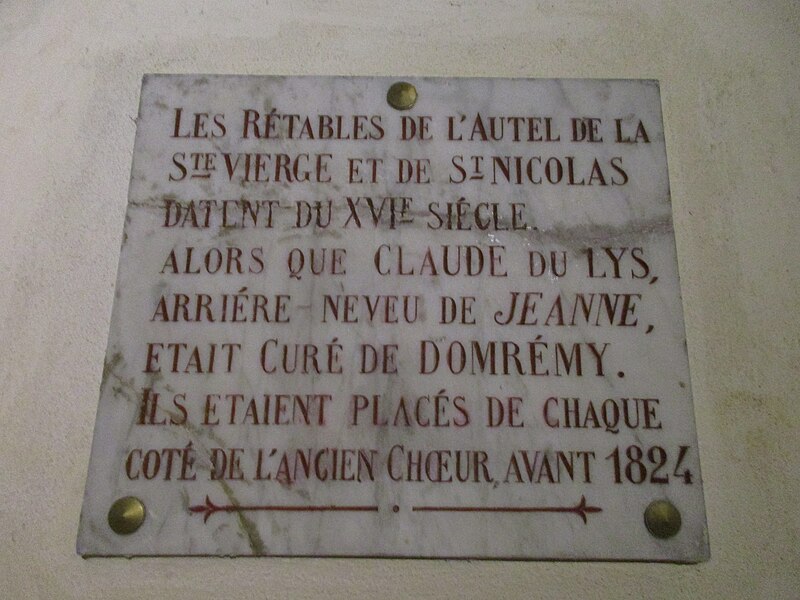 LES RÉTABLES DE L'AUTEL DE LA
STE VIERGE ET DE ST NICOLAS
DATENT DU XVIE SIÉCLE.
ALORS QUE CLAUDE DU LYS,
ARRIÉRE-NEVEU DE JEANNE,
ETAIT CURÉ DE DOMRÉMY.
ILS ETAIENT PLACÉS DE CHAQUE
COTÉ DE L'ANCIEN CHŒUR, AVANT 1824